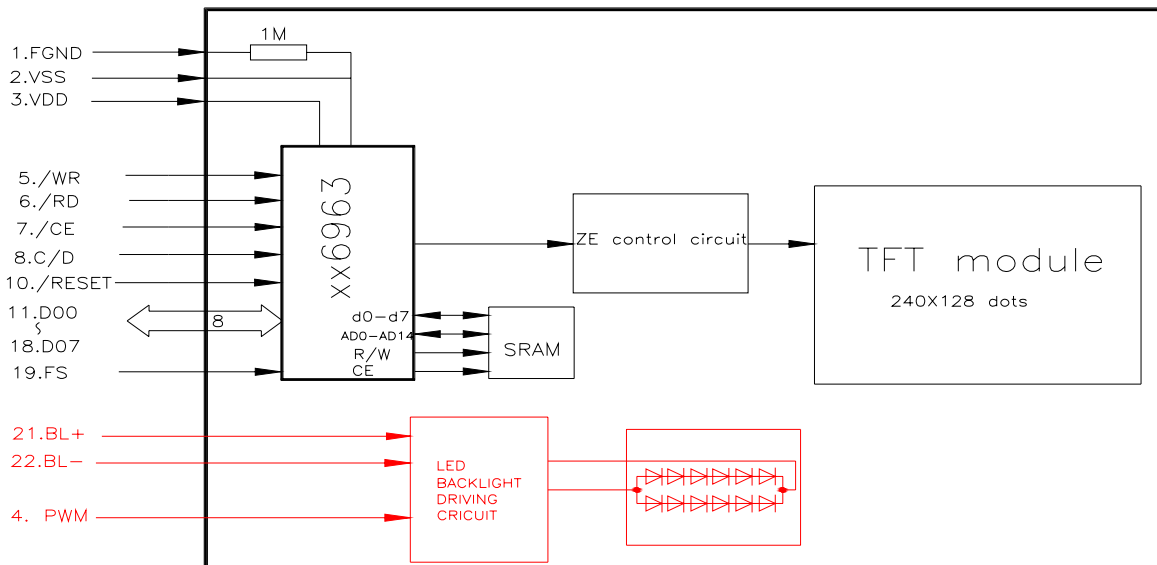 1M
1.FGND
2.VSS
3.VDD
5./WR
6./RD
7./CE
8.C/D
10./RESET
11.D00
~
18.D07
19.FS
8
xx6963
d0-d7
AD0-AD14
R/W
CE
SRAM
ZE control circuit
TFT module
240X128 dots
21.BL+
22.BL-
4. PWM
LED
BACKLIGHT
DRIVING
CRICUIT